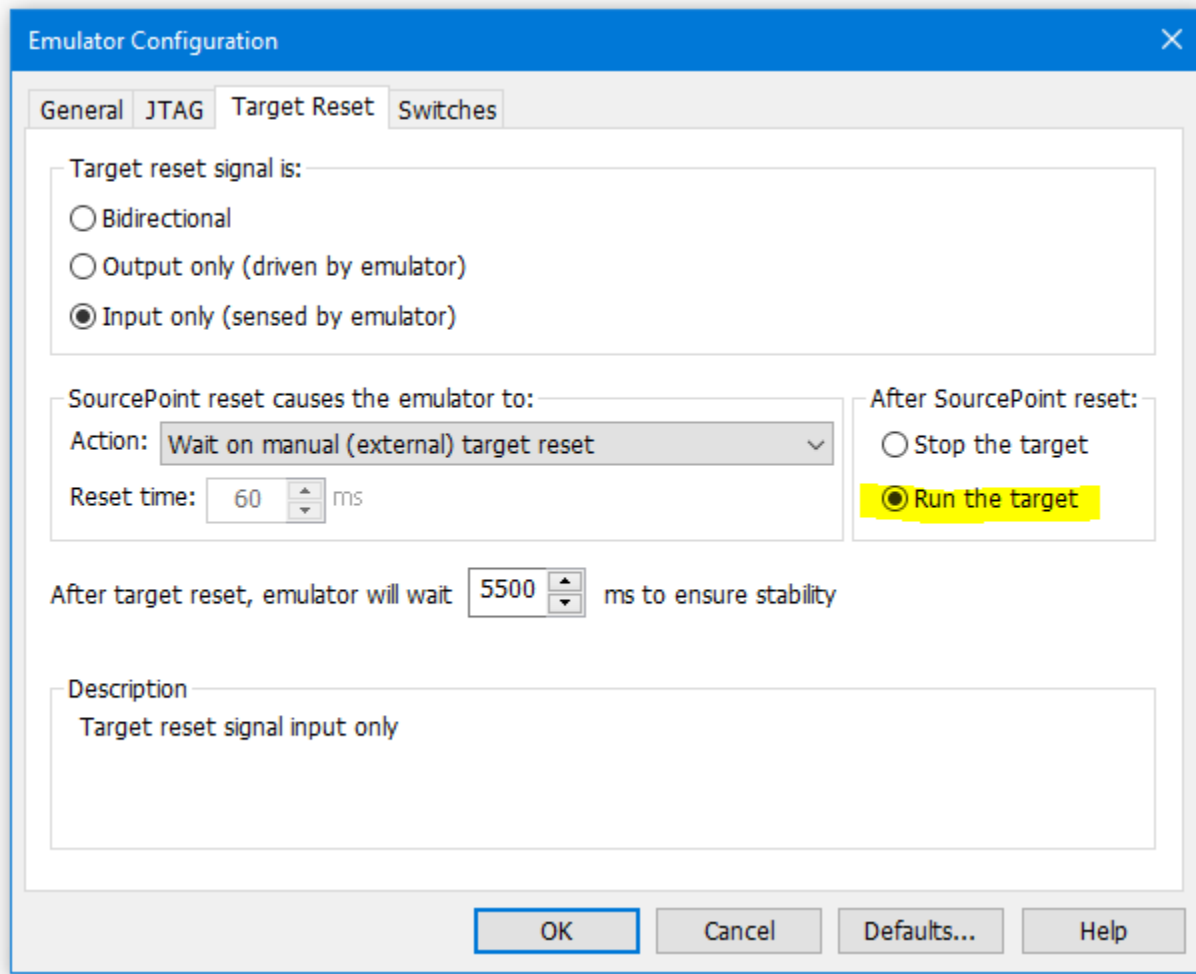 Emulator Configuration
General JTAG Target Reset Switches
Target reset signal is:
Bidirectional
Output only (driven by emulator)
Input only (sensed by emulator)
SourcePoint reset causes the emulator to:
Action: Wait on manual (external) target reset
Reset time: 60 ms
After SourcePoint reset:
Stop the target
Run the target
After target reset, emulator will wait 5500 ms to ensure stability
Description
Target reset signal input only
OK Cancel Defaults... Help